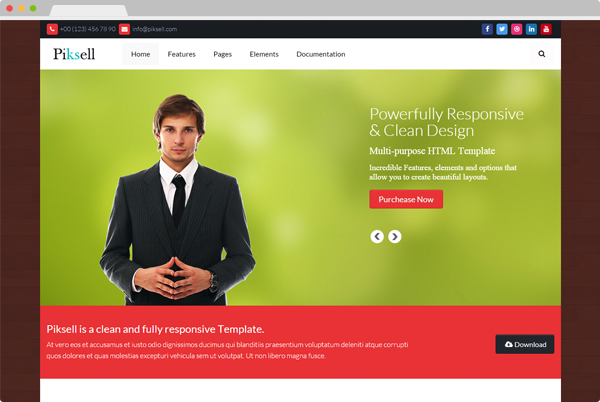 +00 (123) 456 78 90 info@piksell.com
Piksell
Home Features Pages Elements Documentation
Powerfully Responsive
& Clean Design
Multi-purpose HTML Template
Incredible Features, elements and options that
allow you to create beautiful layouts.
Purchease Now
Piksell is a clean and fully responsive Template.
At vero eos et accusamus et iusto odio dignissimos ducimus qui blanditiis praesentium voluptatum deleniti atque corrupti
quos dolores et quas molestias excepturi vehicula sem ut volutpat. Ut non libero magna fusce.
Download